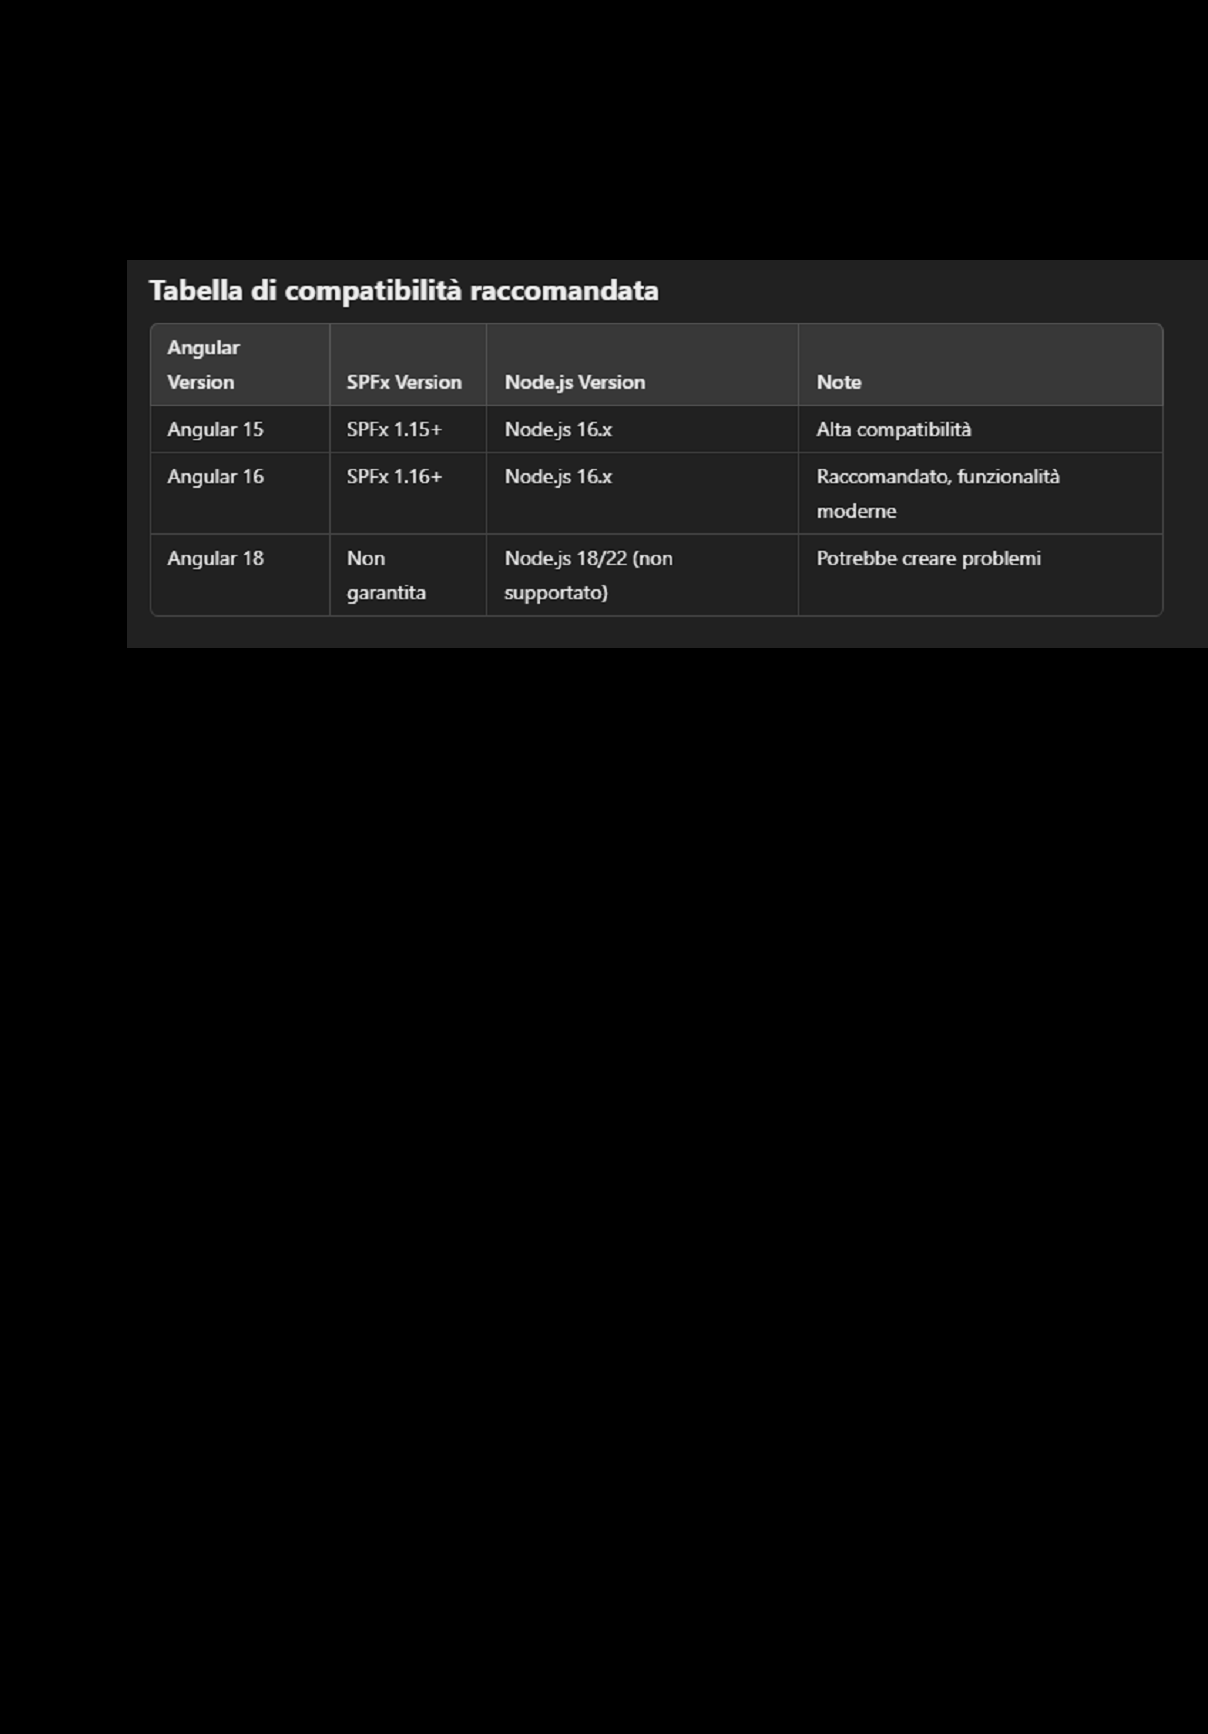 Tabella di compatibilità raccomandata
Angular
Version
SPFx Version
Node.js Version
Note
Angular 15
SPFx 1.15+
Node.js 16.x
Alta compatibilità
Angular 16
SPFx 1.16+
Node.js 16.x
Raccomandato, funzionalità
moderne
Angular 18
Non
garantita
Node.js 18/22 (non
supportato)
Potrebbe creare problemi